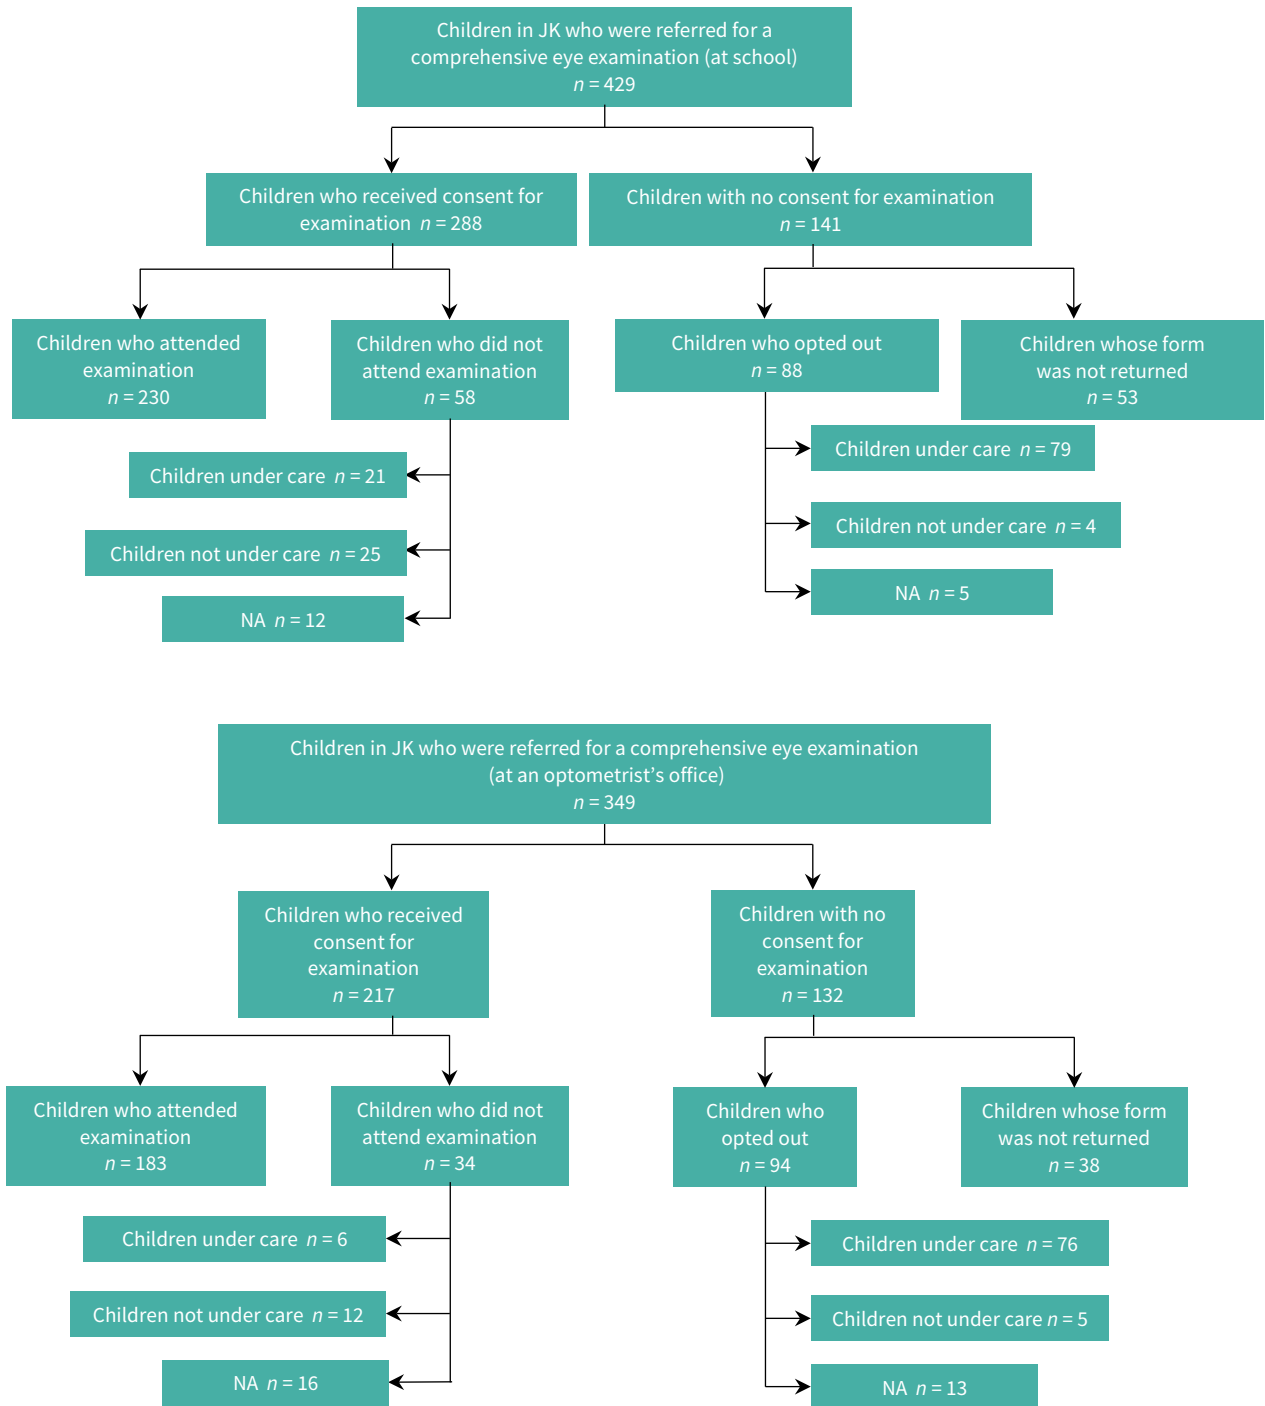 Children in JK who were referred for a
comprehensive eye examination (at school)
n = 429
Children who received consent for
examination n = 288
Children with no consent for examination
n = 141
Children who attended
examination
n = 230
Children who did not
attend examination
n = 58
Children who opted out
n = 88
Children whose form
was not returned
n = 53
Children under care n = 21
Children not under care n = 25
NA n = 12
Children under care n = 79
Children not under care n = 4
NA n = 5
Children in JK who were referred for a comprehensive eye examination
(at an optometrist’s office)
n = 349
Children who received
consent for
examination
n = 217
Children with no
consent for
examination
n = 132
Children who attended
examination
n = 183
Children who did not
attend examination
n = 34
Children who
opted out
n = 94
Children whose form
was not returned
n = 38
Children under care n = 6
Children not under care n = 12
NA n = 16
Children under care n = 76
Children not under care n = 5
NA n = 13